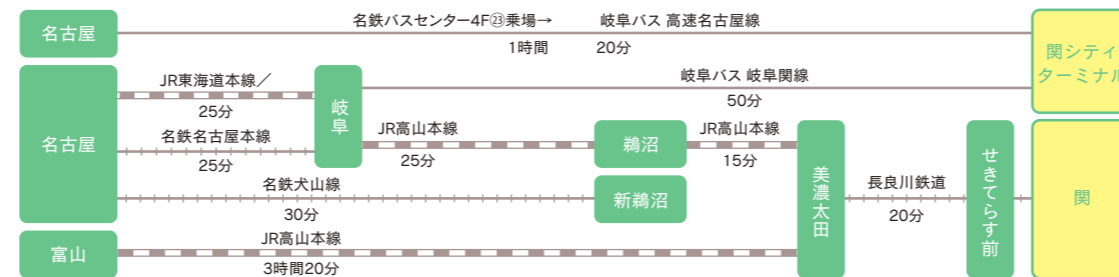 名古屋
名鉄バスセンター4F㉓乗場→ 岐阜バス 高速名古屋線
1時間 20分
関シティ
ターミナル
名古屋
JR東海道本線／
25分
名鉄名古屋本線
25分
岐阜
岐阜バス 岐阜関線
50分
JR高山本線
25分
鵜沼
JR高山本線
15分
名鉄犬山線
30分
新鵜沼
美濃太田
長良川鉄道
20分
せきてらす前
関
富山
JR高山本線
3時間20分